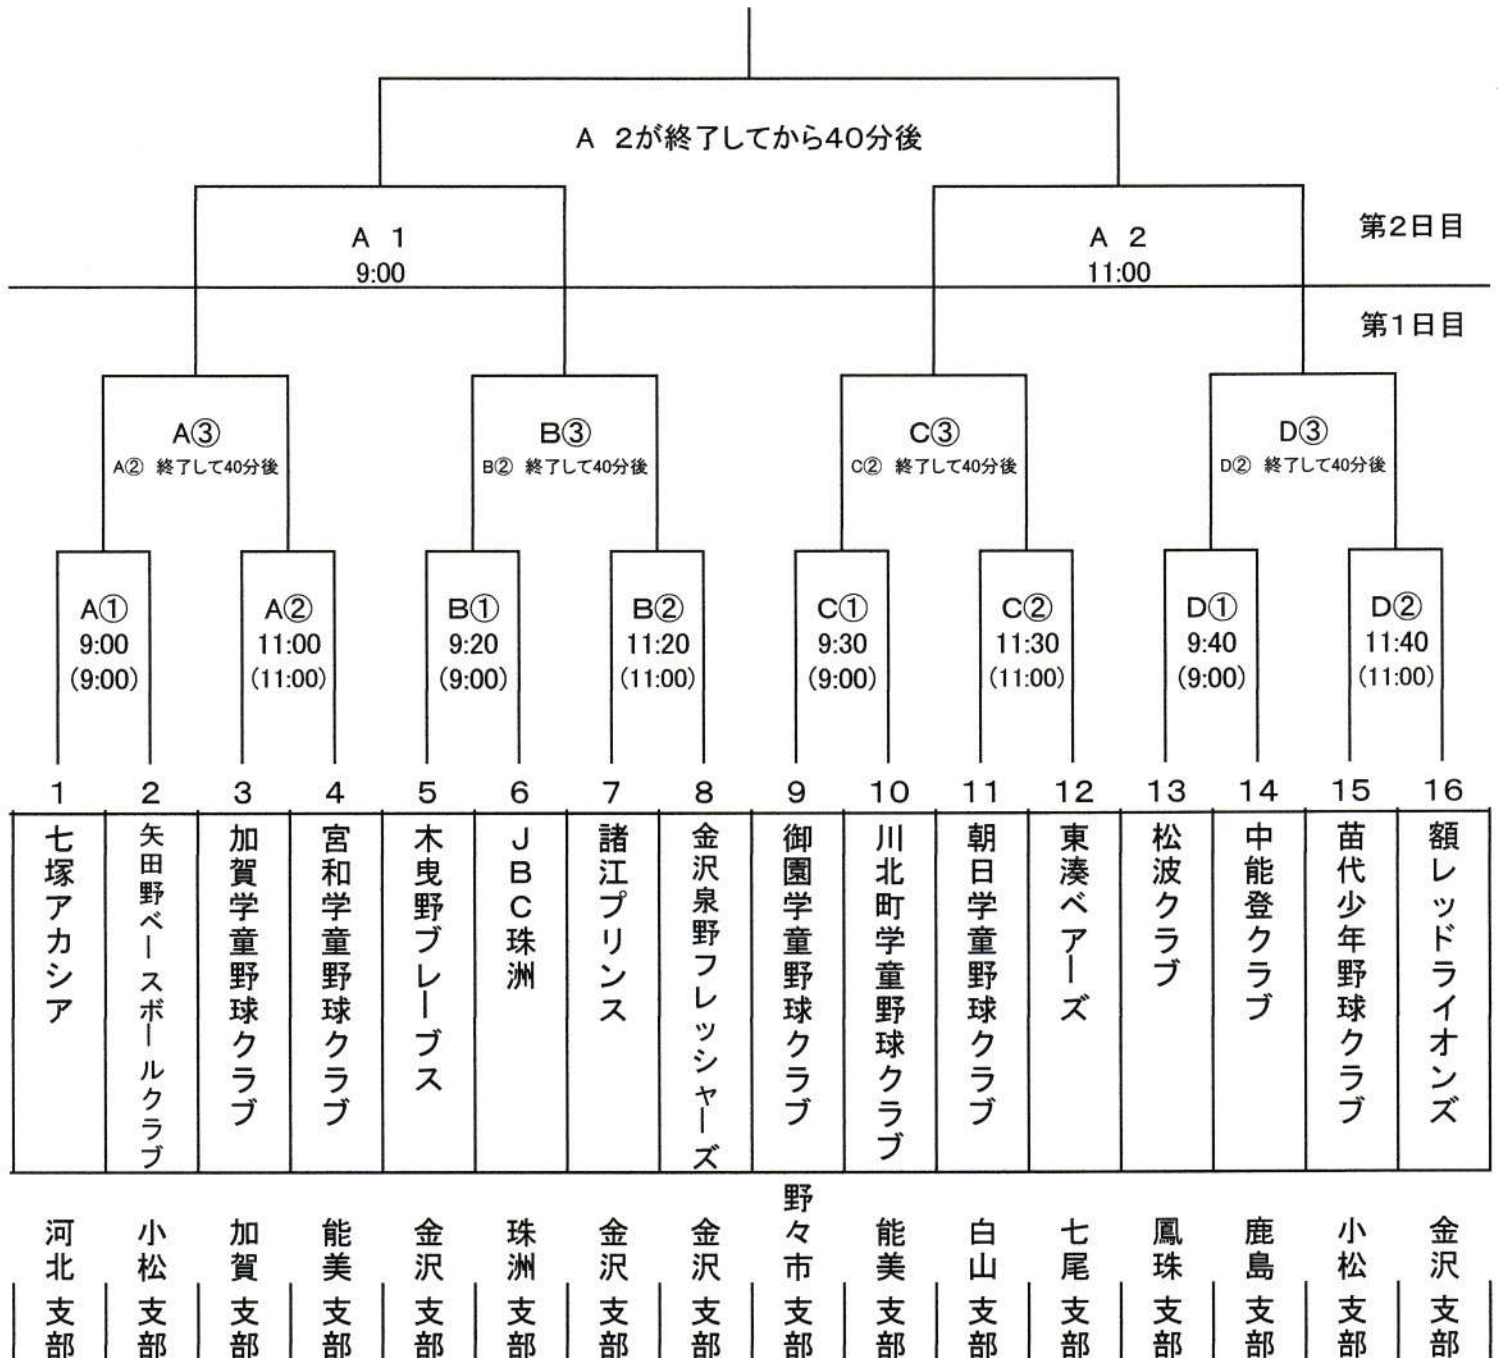 A 2が終了してから40分後
A 1
9:00
A 2
11:00
第2日目
第1日目
A③
A② 終了して40分後
B③
B② 終了して40分後
C③
C② 終了して40分後
D③
D② 終了して40分後
A①
9:00
(9:00)
A②
11:00
(11:00)
B①
9:20
(9:00)
B②
11:20
(11:00)
C①
9:30
(9:00)
C②
11:30
(11:00)
D①
9:40
(9:00)
D②
11:40
(11:00)
1
七塚アカシア
河北支部
2
矢田野ベースボールクラブ
小松支部
3
加賀学童野球クラブ
加賀支部
4
宮和学童野球クラブ
能美支部
5
木曳野ブレーブス
金沢支部
6
JBC珠洲
珠洲支部
7
諸江プリンス
金沢支部
8
金沢泉野フレッシャーズ
金沢支部
9
御園学童野球クラブ
野々市支部
10
川北町学童野球クラブ
能美支部
11
朝日学童野球クラブ
白山支部
12
東湊ベアーズ
七尾支部
13
松波クラブ
鳳珠支部
14
中能登クラブ
鹿島支部
15
苗代少年野球クラブ
小松支部
16
額レッドライオンズ
金沢支部